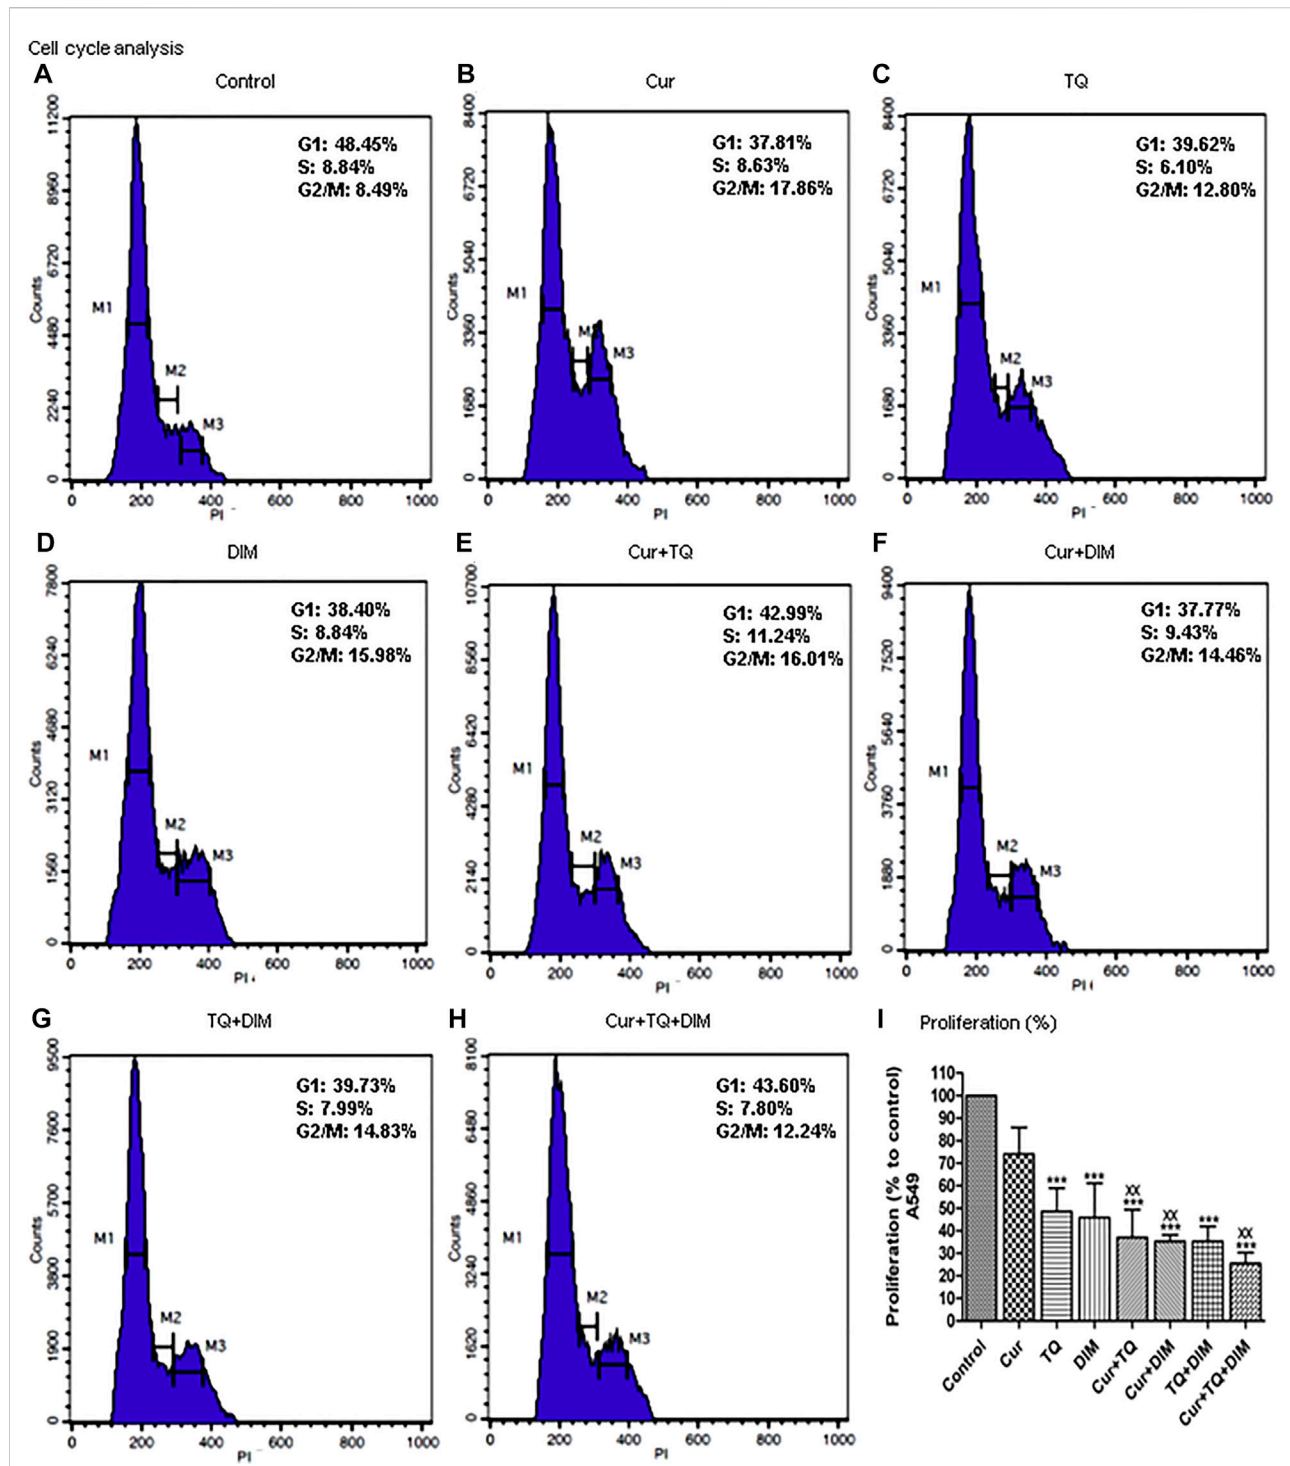 Cell cycle analysis
A
Control
11200
8960
6720
4480
2240
0
Counts
M1
M2
M3
G1: 48.45%
S: 8.84%
G2/M: 8.49%
0 200 400 600 800 1000
PI
B
Cur
8400
6720
5040
3360
1680
0
Counts
M1
M3
G1: 37.81%
S: 8.63%
G2/M: 17.86%
0 200 400 600 800 1000
PI
C
TQ
8400
6720
5040
3360
1680
0
Counts
M1
M2
M3
G1: 39.62%
S: 6.10%
G2/M: 12.80%
0 200 400 600 800 1000
PI
D
DIM
7800
6240
4680
3120
1560
0
Counts
M1
M2
M3
G1: 38.40%
S: 8.84%
G2/M: 15.98%
0 200 400 600 800 1000
PI
E
Cur+TQ
10700
8560
6420
4280
2140
0
Counts
M1
M2
M3
G1: 42.99%
S: 11.24%
G2/M: 16.01%
0 200 400 600 800 1000
PI
F
Cur+DIM
9400
7520
5640
3760
1880
0
Counts
M1
M2
M3
G1: 37.77%
S: 9.43%
G2/M: 14.46%
0 200 400 600 800 1000
PI
G
TQ+DIM
9500
7600
5700
3800
1900
0
Counts
M1
M2
M3
G1: 39.73%
S: 7.99%
G2/M: 14.83%
0 200 400 600 800 1000
PI
H
Cur+TQ+DIM
8100
6480
4860
3240
1620
0
Counts
M1
M2
M3
G1: 43.60%
S: 7.80%
G2/M: 12.24%
0 200 400 600 800 1000
PI
I
Proliferation (%)
Proliferation (% to control)
A549
110
100
90
80
70
60
50
40
30
20
10
0
***
***
XX
***
XX
***
***
XX
***
Control
Cur
TQ
DIM
Cur+TQ
Cur+DIM
TQ+DIM
Cur+TQ+DIM